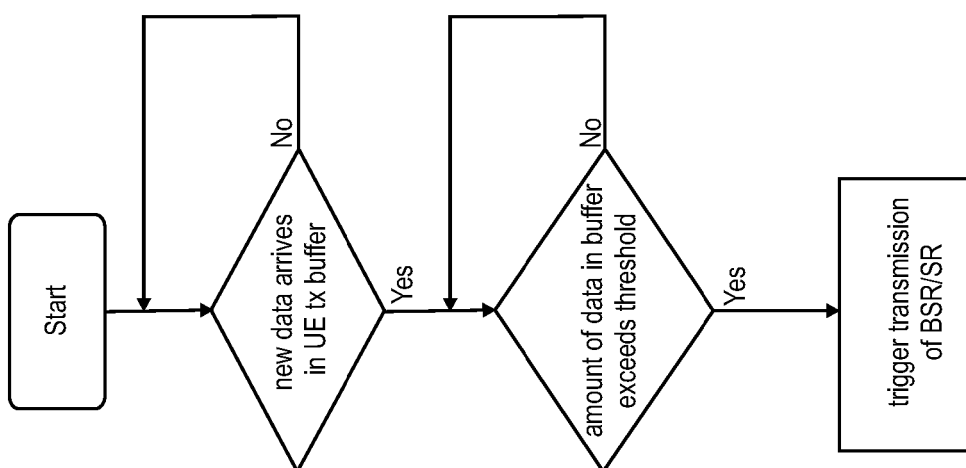 Start
new data arrives
in UE tx buffer
No
Yes
amount of data in buffer
exceeds threshold
No
Yes
trigger transmission
of BSR/SR